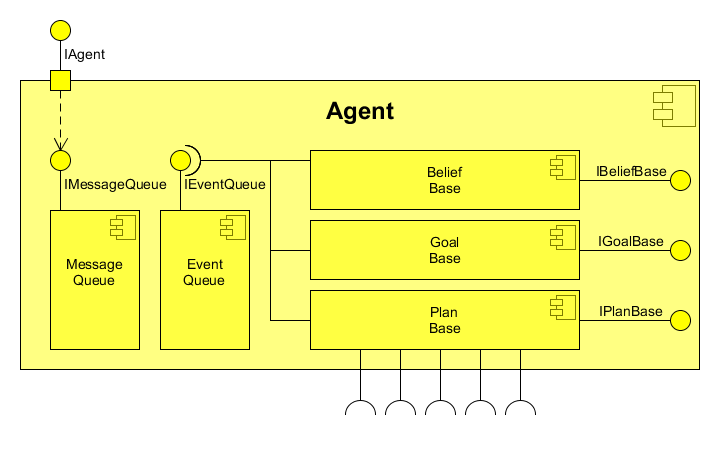 IAgent
Agent
IMessageQueue
IEventQueue
Message
Queue
Event
Queue
Belief
Base
IBeliefBase
Goal
Base
IGoalBase
Plan
Base
IPlanBase